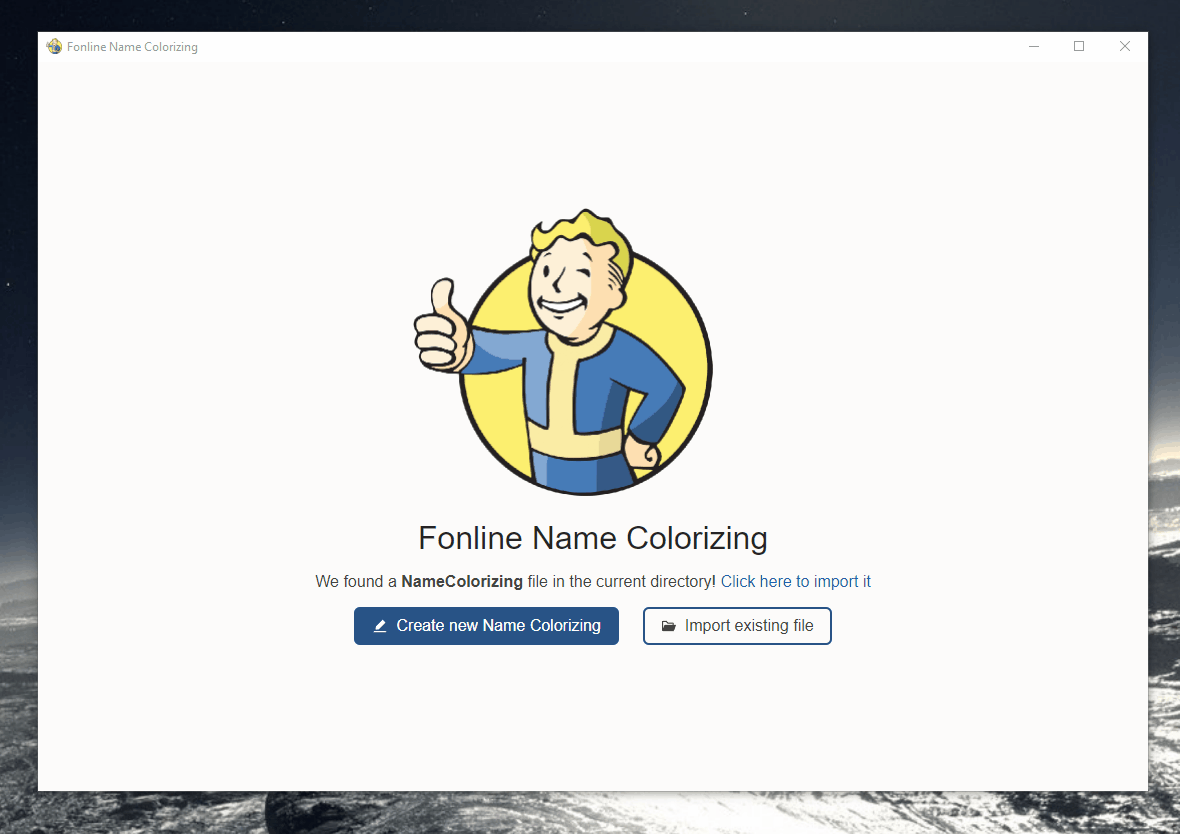 Fonline Name Colorizing
Fonline Name Colorizing
We found a NameColorizing file in the current directory! Click here to import it
Create new Name Colorizing
Import existing file